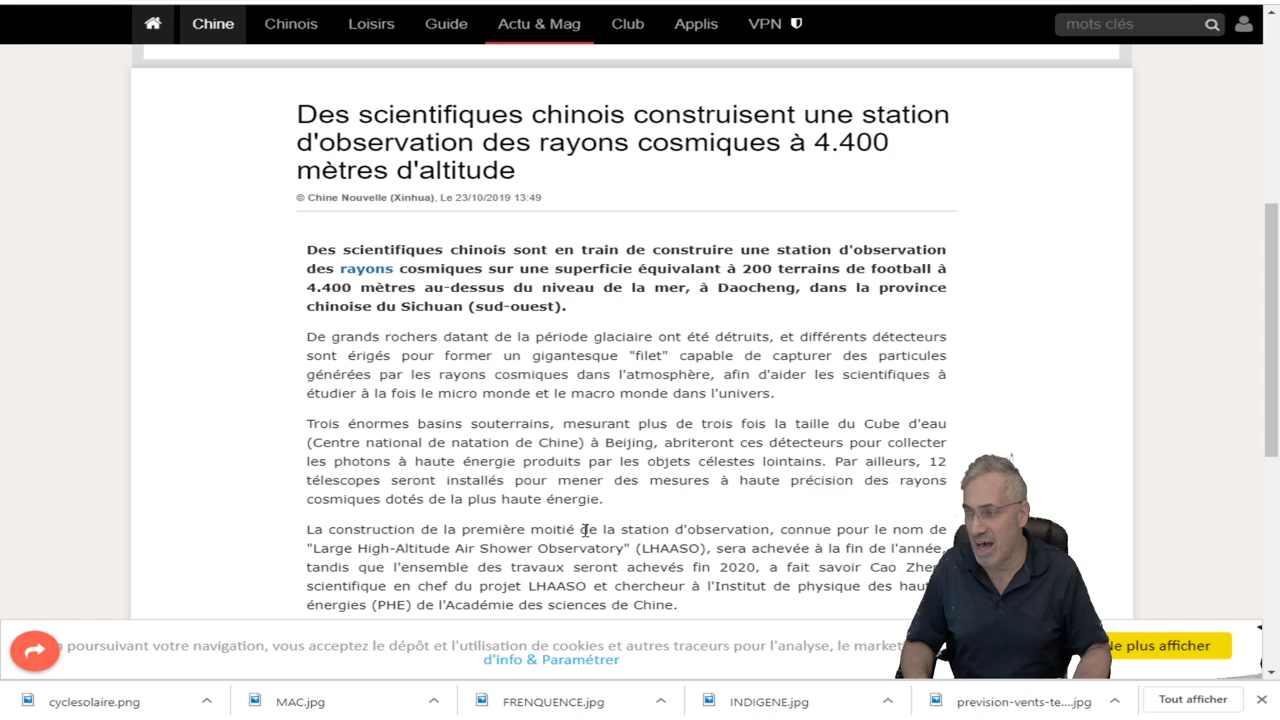 Chine Chinois Loisirs Guide Actu & Mag Club Applis VPN mots clés
Des scientifiques chinois construisent une station
d'observation des rayons cosmiques à 4.400
mètres d'altitude
© Chine Nouvelle (Xinhua), Le 23/10/2019 13:49
Des scientifiques chinois sont en train de construire une station d'observation
des rayons cosmiques sur une superficie équivalant à 200 terrains de football à
4.400 mètres au-dessus du niveau de la mer, à Daocheng, dans la province
chinoise du Sichuan (sud-ouest).
De grands rochers datant de la période glaciaire ont été détruits, et différents détecteurs
sont érigés pour former un gigantesque "filet" capable de capturer des particules
générées par les rayons cosmiques dans l'atmosphère, afin d'aider les scientifiques à
étudier à la fois le micro monde et le macro monde dans l'univers.
Trois énormes basins souterrains, mesurant plus de trois fois la taille du Cube d'eau
(Centre national de natation de Chine) à Beijing, abriteront ces détecteurs pour collecter
les photons à haute énergie produits par les objets célestes lointains. Par ailleurs, 12
télescopes seront installés pour mener des mesures à haute précision des rayons
cosmiques dotés de la plus haute énergie.
La construction de la première moitié de la station d'observation, connue pour le nom de
"Large High-Altitude Air Shower Observatory" (LHAASO), sera achevée à la fin de l'année,
tandis que l'ensemble des travaux seront achevés fin 2020, a fait savoir Cao Zhen
scientifique en chef du projet LHAASO et chercheur à l'Institut de physique des hau
énergies (PHE) de l'Académie des sciences de Chine.
poursuivant votre navigation, vous acceptez le dépôt et l'utilisation de cookies et autres traceurs pour l'analyse, le market
d'info & Paramétrer
Ne plus afficher
cyclesolaire.png MAC.jpg FRENQUENCE.jpg INDIGENE.jpg prevision-vents-te....jpg Tout afficher